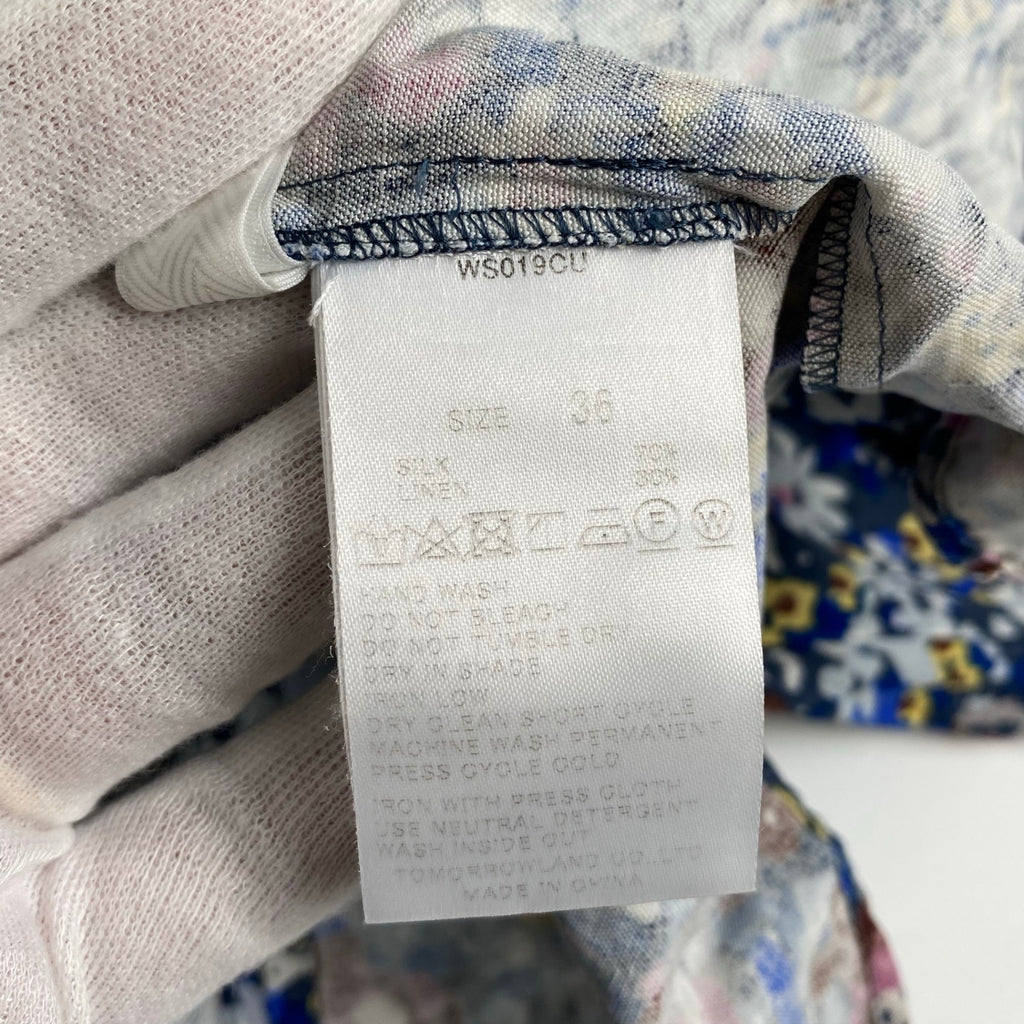 WS019CU
SIZE 36
SILK 70%
LINEN 30%
F W
HAND WASH
DO NOT BLEACH
DO NOT TUMBLE DRY
DRY IN SHADE
IRON LOW
DRY CLEAN SHORT CYCLE
MACHINE WASH PERMANENT
PRESS CYCLE COLD
IRON WITH PRESS CLOTH
USE NEUTRAL DETERGENT
WASH INSIDE OUT
TOMORROWLAND CO.,LTD
MADE IN CHINA